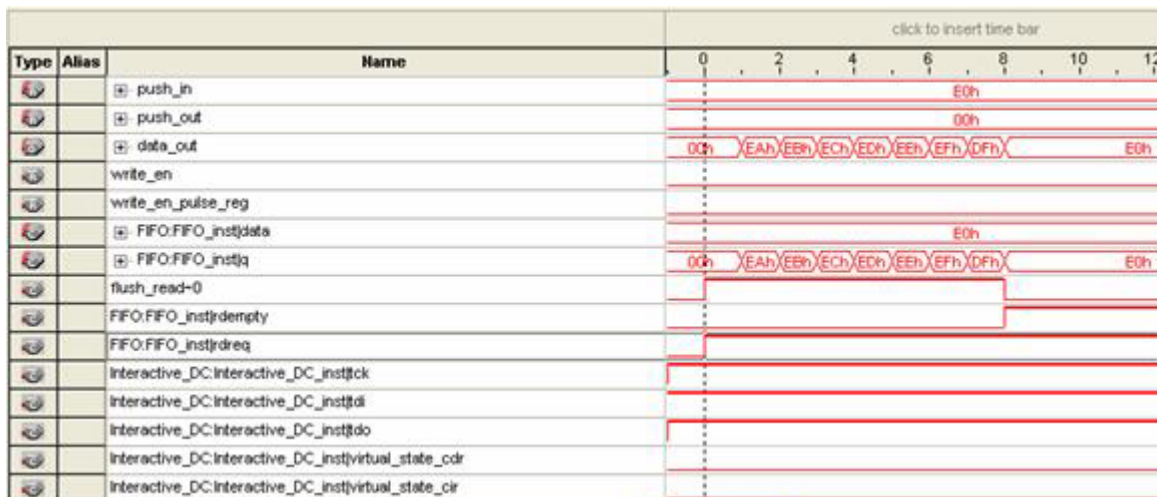 click to insert time bar
Type Alias Name 0 2 4 6 8 10 12
push_in E0h
push_out 00h
data_out 00h EAh EBh ECh EDh EEh EFh DFh E0h
write_en
write_en_pulse_reg
FIFO:FIFO_inst|data E0h
FIFO:FIFO_inst|q 00h EAh EBh ECh EDh EEh EFh DFh E0h
flush_read~0
FIFO:FIFO_inst|rdempty
FIFO:FIFO_inst|rdreq
Interactive_DC:Interactive_DC_inst|tck
Interactive_DC:Interactive_DC_inst|tdi
Interactive_DC:Interactive_DC_inst|tdo
Interactive_DC:Interactive_DC_inst|virtual_state_cdr
Interactive_DC:Interactive_DC_inst|virtual_state_cir